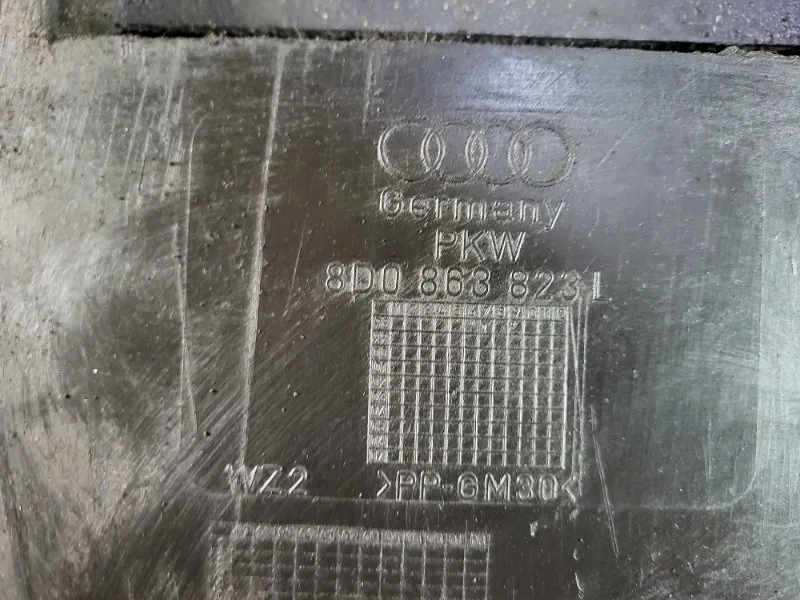 Germany
PKW
8D0 863 823 L
WZ2
>PP-GM30<